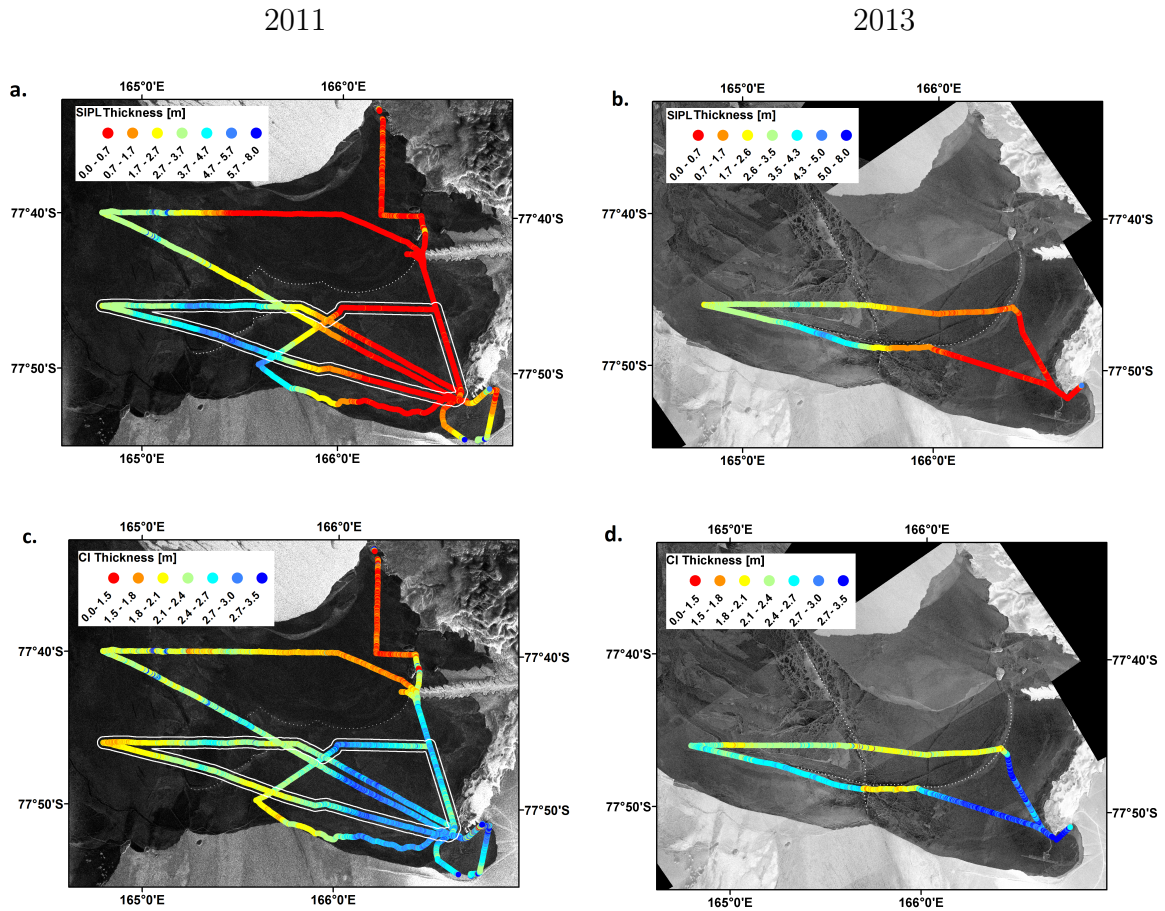 2011
2013
a.
165°0'E
166°0'E
SIPL Thickness [m]
0.0 - 0.7
0.7 - 1.7
1.7 - 2.7
2.7 - 3.7
3.7 - 4.7
4.7 - 5.7
5.7 - 8.0
77°40'S
77°40'S
77°50'S
77°50'S
165°0'E
166°0'E
b.
165°0'E
166°0'E
SIPL Thickness [m]
0.0 - 0.7
0.7 - 1.7
1.7 - 2.6
2.6 - 3.5
3.5 - 4.3
4.3 - 5.0
5.0 - 8.0
77°40'S
77°40'S
77°50'S
77°50'S
165°0'E
166°0'E
c.
165°0'E
166°0'E
CI Thickness [m]
0.0 - 1.5
1.5 - 1.8
1.8 - 2.1
2.1 - 2.4
2.4 - 2.7
2.7 - 3.0
2.7 - 3.5
77°40'S
77°40'S
77°50'S
77°50'S
165°0'E
166°0'E
d.
165°0'E
166°0'E
CI Thickness [m]
0.0 - 1.5
1.5 - 1.8
1.8 - 2.1
2.1 - 2.4
2.4 - 2.7
2.7 - 3.0
2.7- 3.5
77°40'S
77°40'S
77°50'S
77°50'S
165°0'E
166°0'E